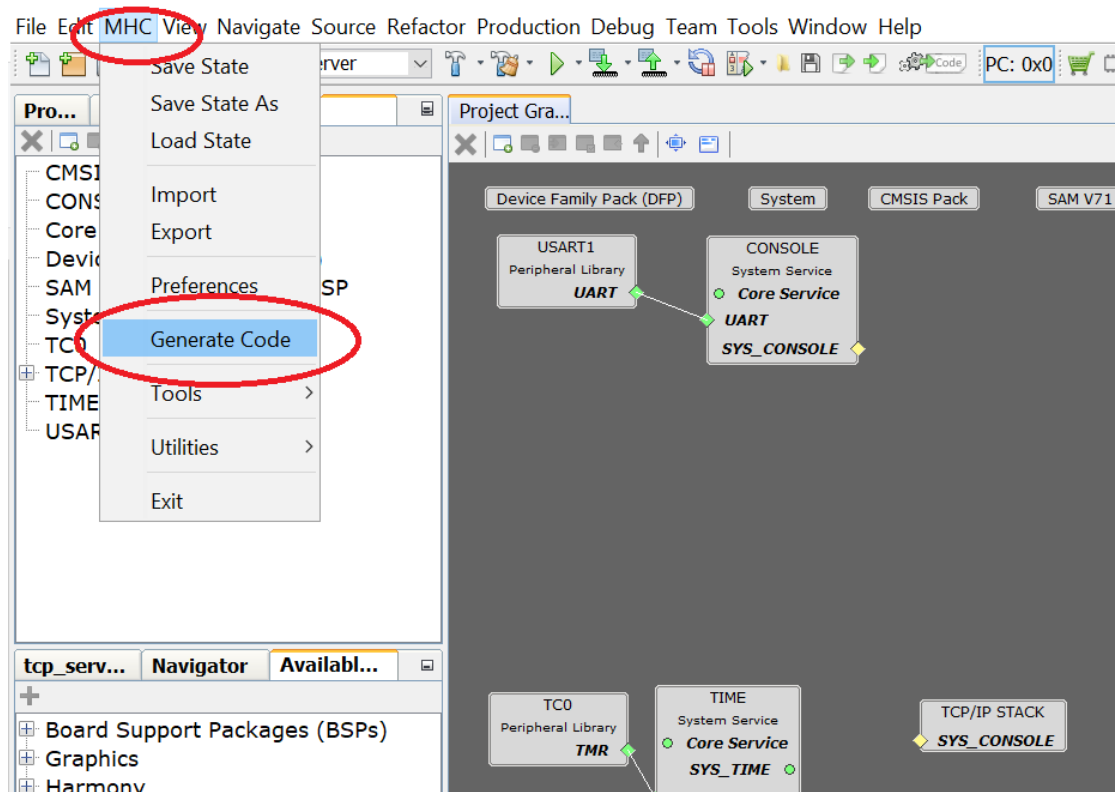 File Edit MHC View Navigate Source Refactor Production Debug Team Tools Window Help
Save State
Save State As
Load State
Import
Export
Preferences
Generate Code
Tools
Utilities
Exit
erver
Code
PC: 0x0
Pro...
CMSI
CONS
Core
Devic
SAM SP
Syste
TC0
TCP/
TIME
USAR
Project Gra...
Device Family Pack (DFP) System CMSIS Pack SAM V71
USART1
Peripheral Library
UART
CONSOLE
System Service
Core Service
UART
SYS_CONSOLE
tcp_serv... Navigator Availabl...
Board Support Packages (BSPs)
Graphics
Harmony
TC0
Peripheral Library
TMR
TIME
System Service
Core Service
SYS_TIME
TCP/IP STACK
SYS_CONSOLE